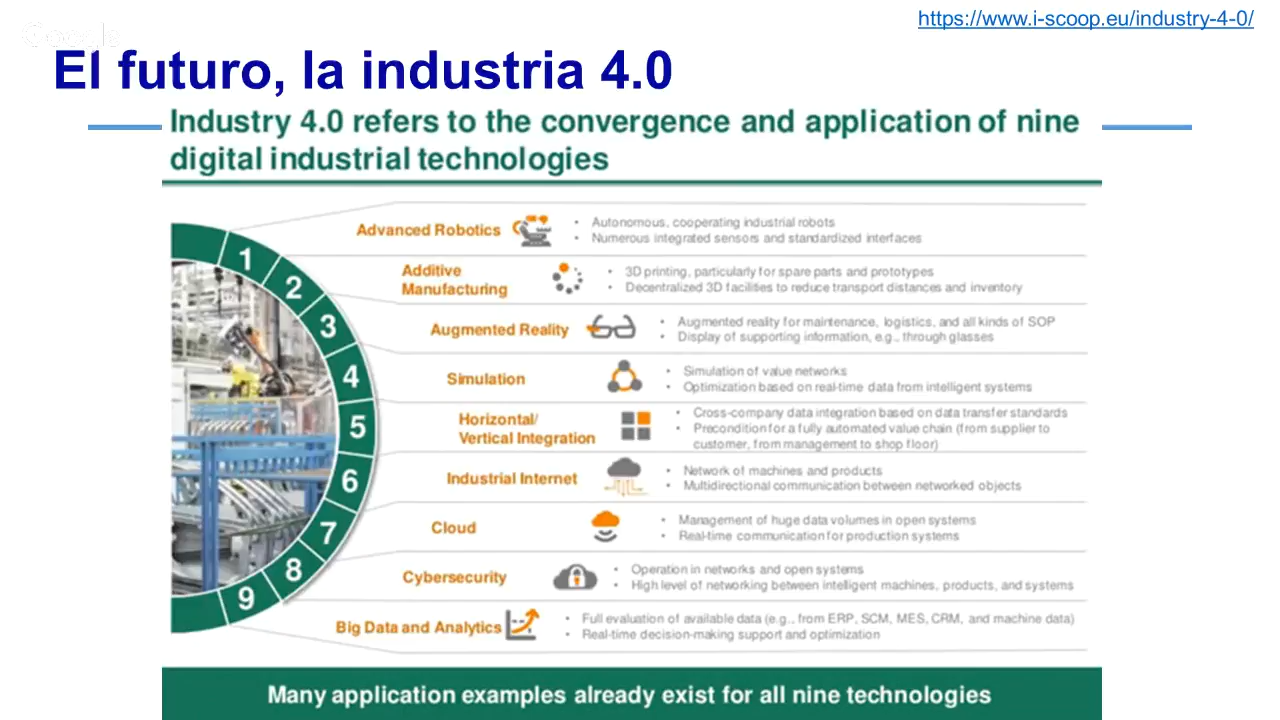 https://www.i-scoop.eu/industry-4-0/
Google
El futuro, la industria 4.0
Industry 4.0 refers to the convergence and application of nine
digital industrial technologies
1
Advanced Robotics
• Autonomous, cooperating industrial robots
• Numerous integrated sensors and standardized interfaces
2
Additive
Manufacturing
• 3D printing, particularly for spare parts and prototypes
• Decentralized 3D facilities to reduce transport distances and inventory
3
Augmented Reality
• Augmented reality for maintenance, logistics, and all kinds of SOP
• Display of supporting information, e.g., through glasses
4
Simulation
• Simulation of value networks
• Optimization based on real-time data from intelligent systems
5
Horizontal/
Vertical Integration
• Cross-company data integration based on data transfer standards
• Precondition for a fully automated value chain (from supplier to
customer, from management to shop floor)
6
Industrial Internet
• Network of machines and products
• Multidirectional communication between networked objects
7
Cloud
• Management of huge data volumes in open systems
• Real-time communication for production systems
8
Cybersecurity
• Operation in networks and open systems
• High level of networking between intelligent machines, products, and systems
9
Big Data and Analytics
• Full evaluation of available data (e.g., from ERP, SCM, MES, CRM, and machine data)
• Real-time decision-making support and optimization
Many application examples already exist for all nine technologies